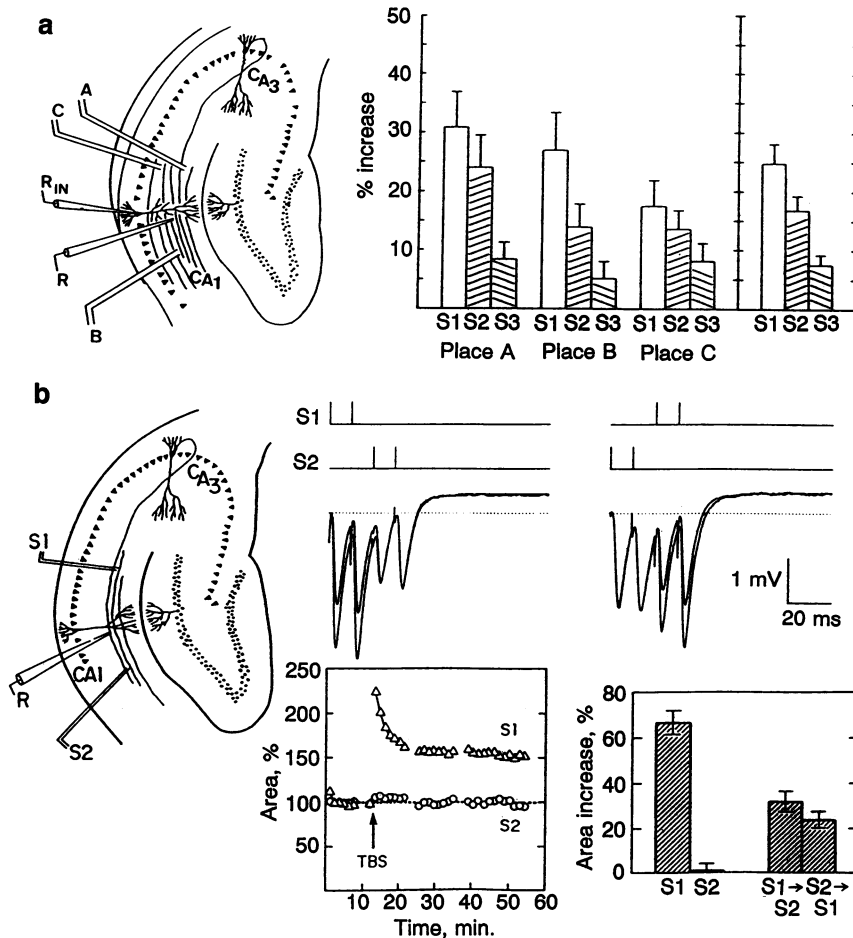 a
A
C
R IN
R
B
CA3
CA1
% increase
50
40
30
20
10
S1 S2 S3 S1 S2 S3 S1 S2 S3 S1 S2 S3
Place A Place B Place C
b
S1
CA3
CA1
R
S2
S1
S2
1 mV
20 ms
Area, %
250
200
150
100
50
S1
S2
TBS
10 20 30 40 50 60
Time, min.
Area increase, %
80
60
40
20
0
S1 S2 S1→ S2→
S2 S1